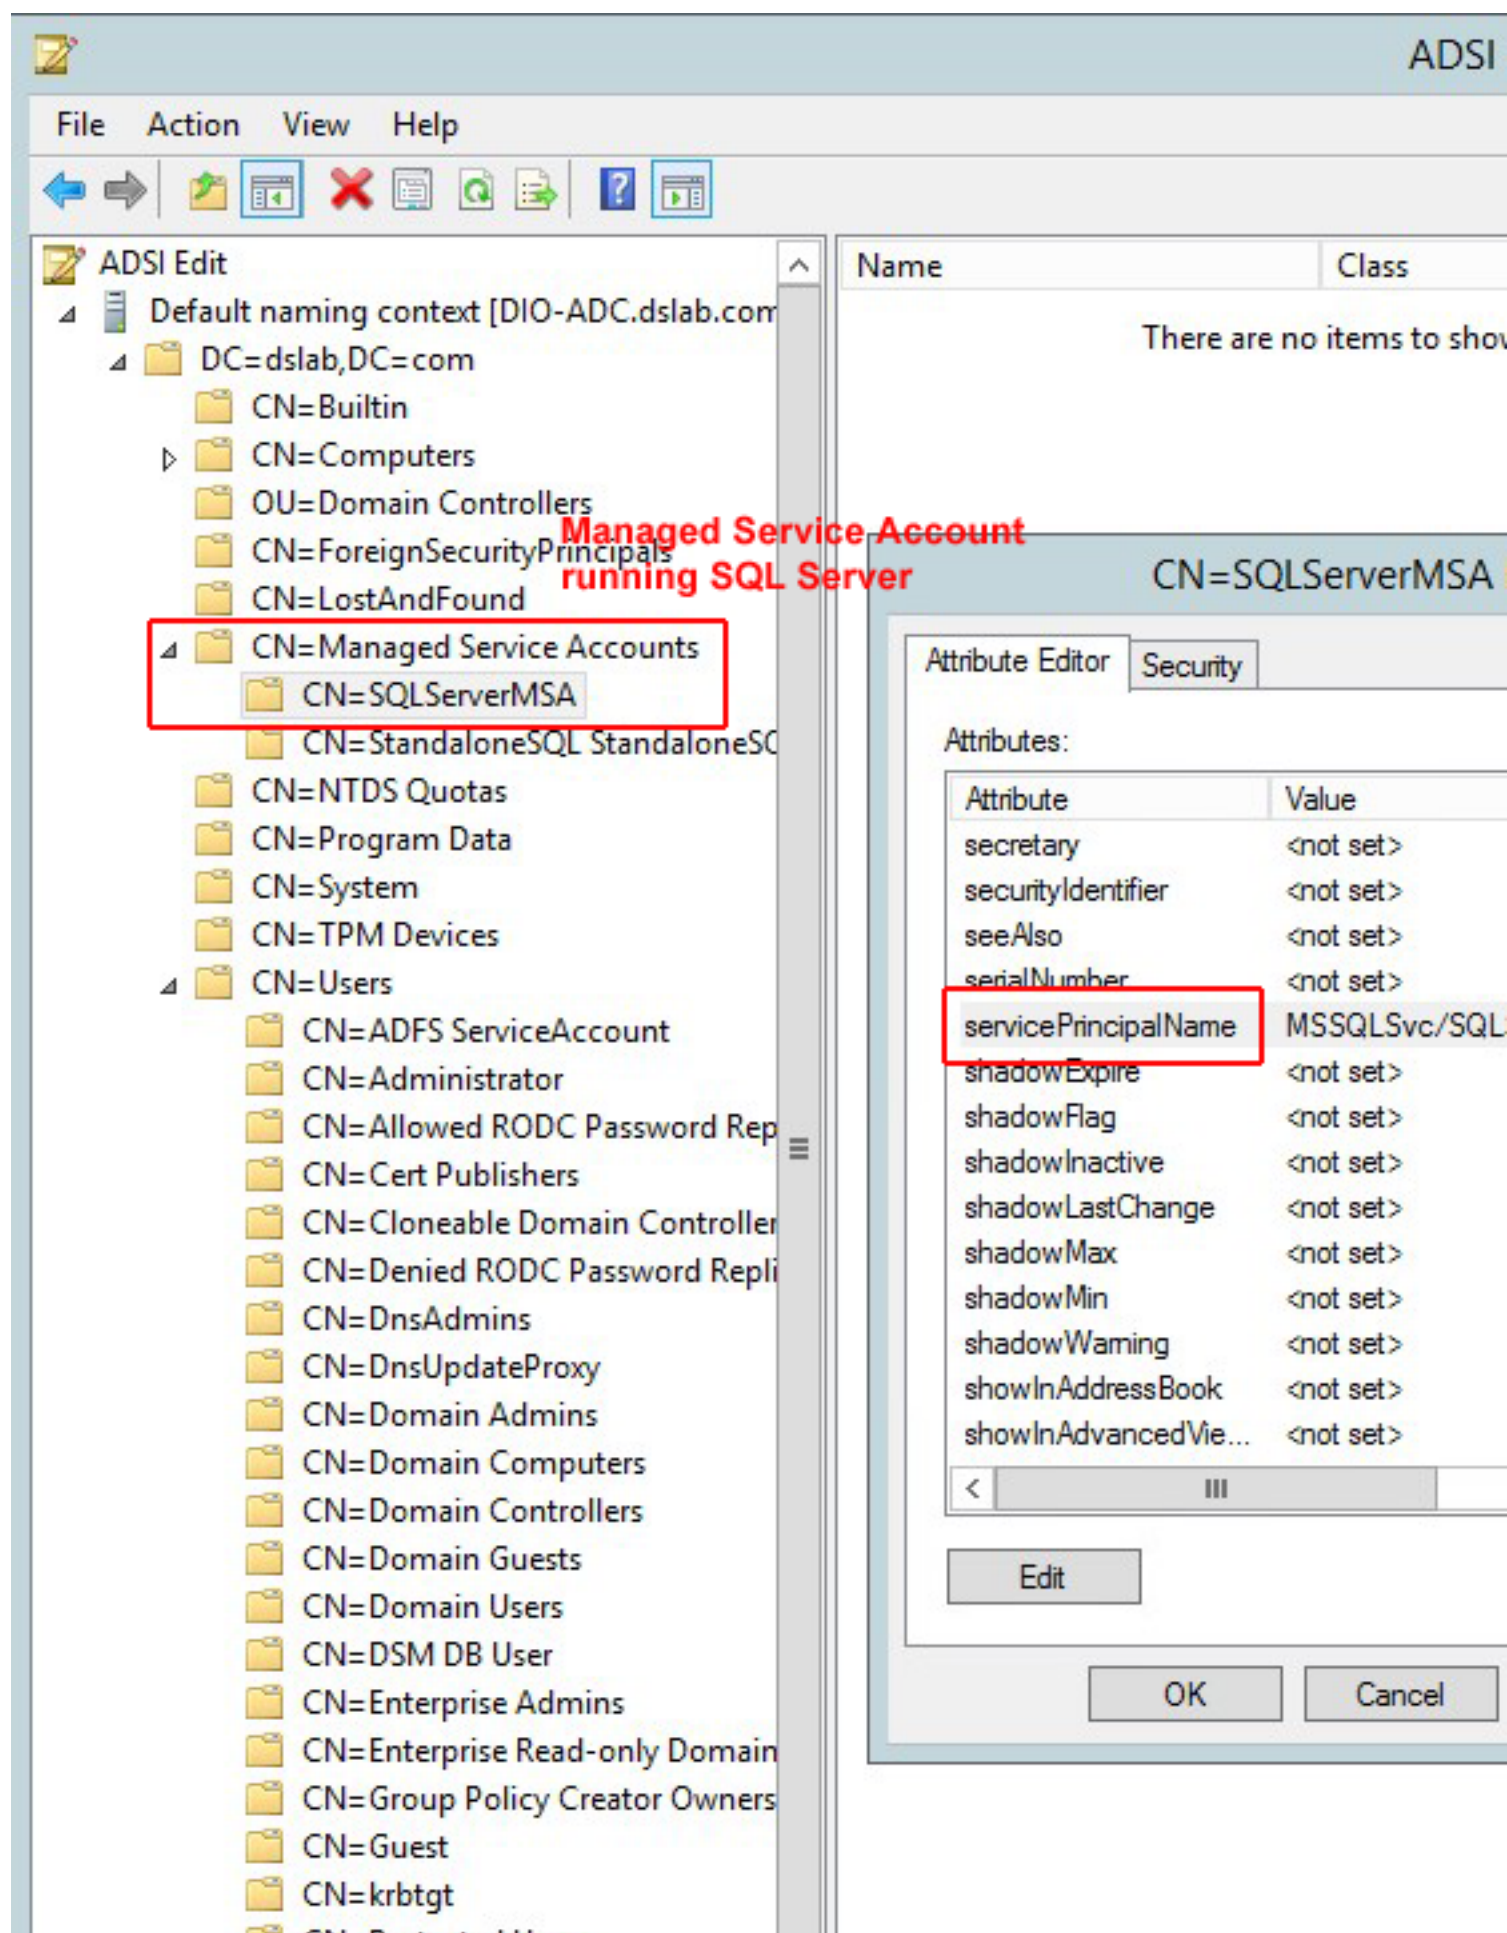 ADSI
File Action View Help
ADSI Edit
Default naming context [DIO-ADC.dslab.com
DC=dslab,DC=com
CN=Builtin
CN=Computers
OU=Domain Controllers
CN=ForeignSecurityPrincipals
CN=LostAndFound
CN=Managed Service Accounts
CN=SQLServerMSA
CN=StandaloneSQL
CN=NTDS Quotas
CN=Program Data
CN=System
CN=TPM Devices
CN=Users
CN=ADFS ServiceAccount
CN=Administrator
CN=Allowed RODC Password Rep
CN=Cert Publishers
CN=Cloneable Domain Controller
CN=Denied RODC Password Repli
CN=DnsAdmins
CN=DnsUpdateProxy
CN=Domain Admins
CN=Domain Computers
CN=Domain Controllers
CN=Domain Guests
CN=Domain Users
CN=DSM DB User
CN=Enterprise Admins
CN=Enterprise Read-only Domain
CN=Group Policy Creator Owners
CN=Guest
CN=krbtgt
Managed Service Account
running SQL Server
Name Class
There are no items to show
CN=SQLServerMSA
Attribute Editor Security
Attributes:
Attribute Value
secretary <not set>
securityIdentifier <not set>
seeAlso <not set>
serialNumber <not set>
servicePrincipalName MSSQLSvc/SQL
shadowExpire <not set>
shadowFlag <not set>
shadowInactive <not set>
shadowLastChange <not set>
shadowMax <not set>
shadowMin <not set>
shadowWarning <not set>
showInAddressBook <not set>
showInAdvancedVie... <not set>
Edit
OK Cancel